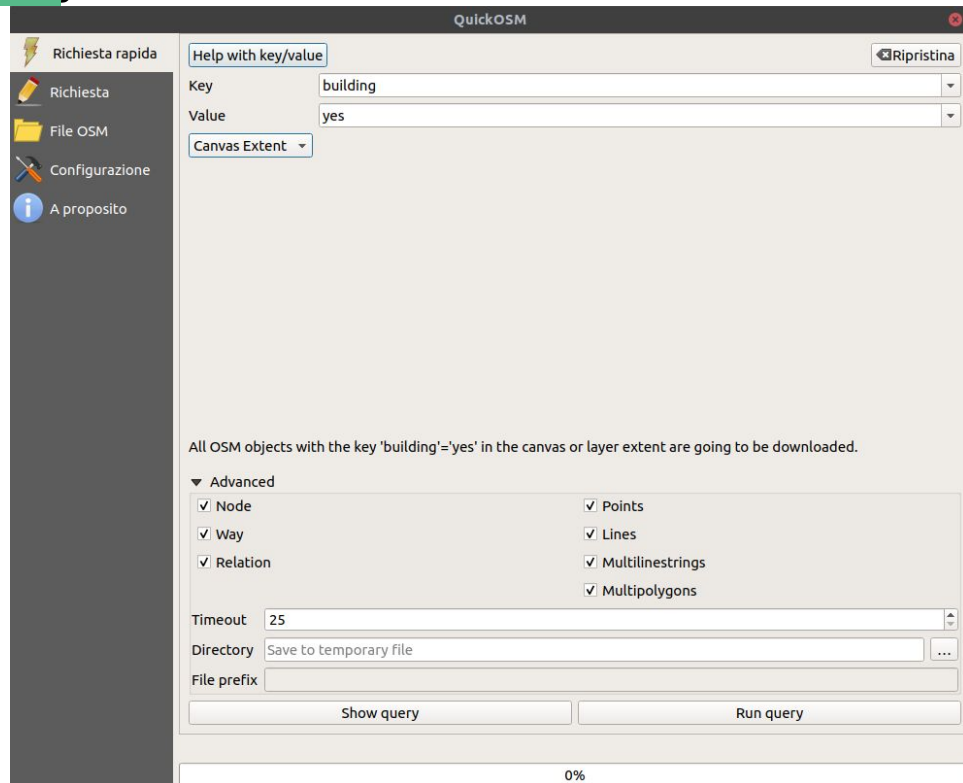 QuickOSM
Richiesta rapida
Richiesta
File OSM
Configurazione
A proposito
Help with key/value
Ripristina
Key building
Value yes
Canvas Extent
All OSM objects with the key 'building'='yes' in the canvas or layer extent are going to be downloaded.
Advanced
Node Points
Way Lines
Relation Multilinestrings
Multipolygons
Timeout 25
Directory Save to temporary file ...
File prefix
Show query Run query
0%